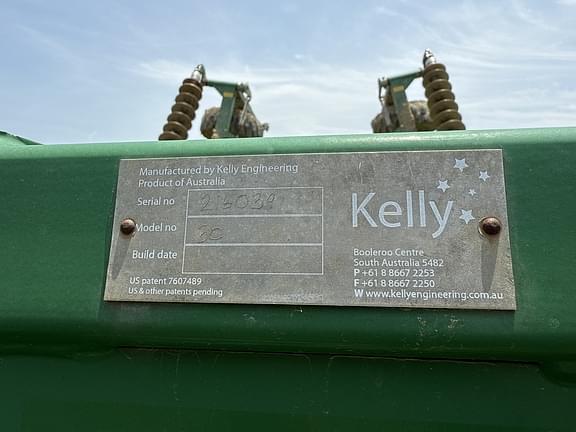 Manufactured by Kelly Engineering
Product of Australia
Serial no
Model no 30
Build date
US patent 7607489
US & other patents pending
Kelly
Booleroo Centre
South Australia 5482
P +61 8 8667 2253
F +61 8 8667 2250
W www.kellyengineering.com.au